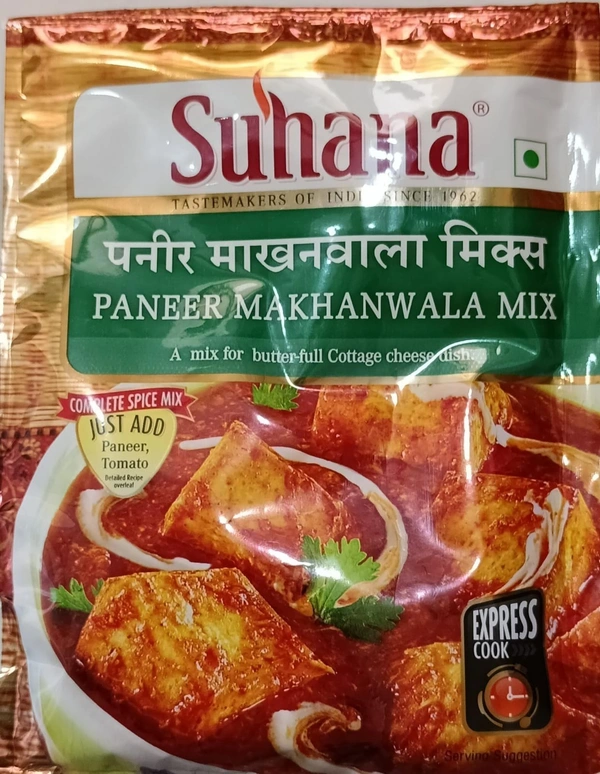 Suhana®
TASTEMAKERS OF INDIA SINCE 1962
पनीर माखनवाला मिक्स
PANEER MAKHANWALA MIX
A mix for butter-full Cottage cheese dish.
COMPLETE SPICE MIX
JUST ADD
Paneer,
Tomato
Detailed Recipe
overleaf
EXPRESS
COOK
Serving Suggestion